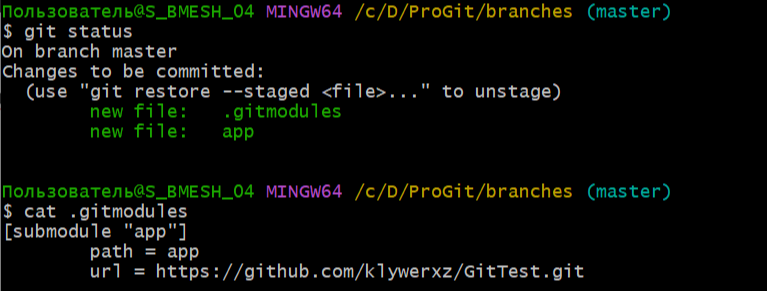 Пользователь@S_BMESH_04 MINGW64 /c/D/ProGit/branches (master)
$ git status
On branch master
Changes to be committed:
  (use "git restore --staged <file>..." to unstage)
        new file:   .gitmodules
        new file:   app

Пользователь@S_BMESH_04 MINGW64 /c/D/ProGit/branches (master)
$ cat .gitmodules
[submodule "app"]
        path = app
        url = https://github.com/klywerxz/GitTest.git